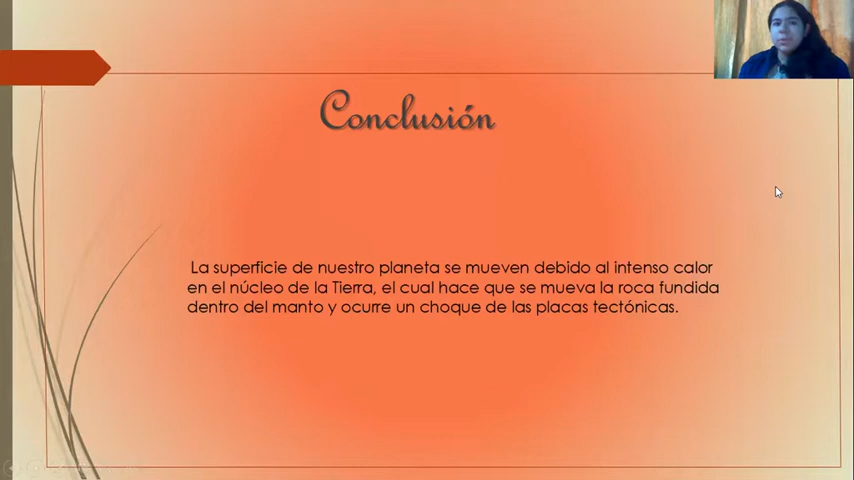 Conclusión
La superficie de nuestro planeta se mueven debido al intenso calor
en el núcleo de la Tierra, el cual hace que se mueva la roca fundida
dentro del manto y ocurre un choque de las placas tectónicas.